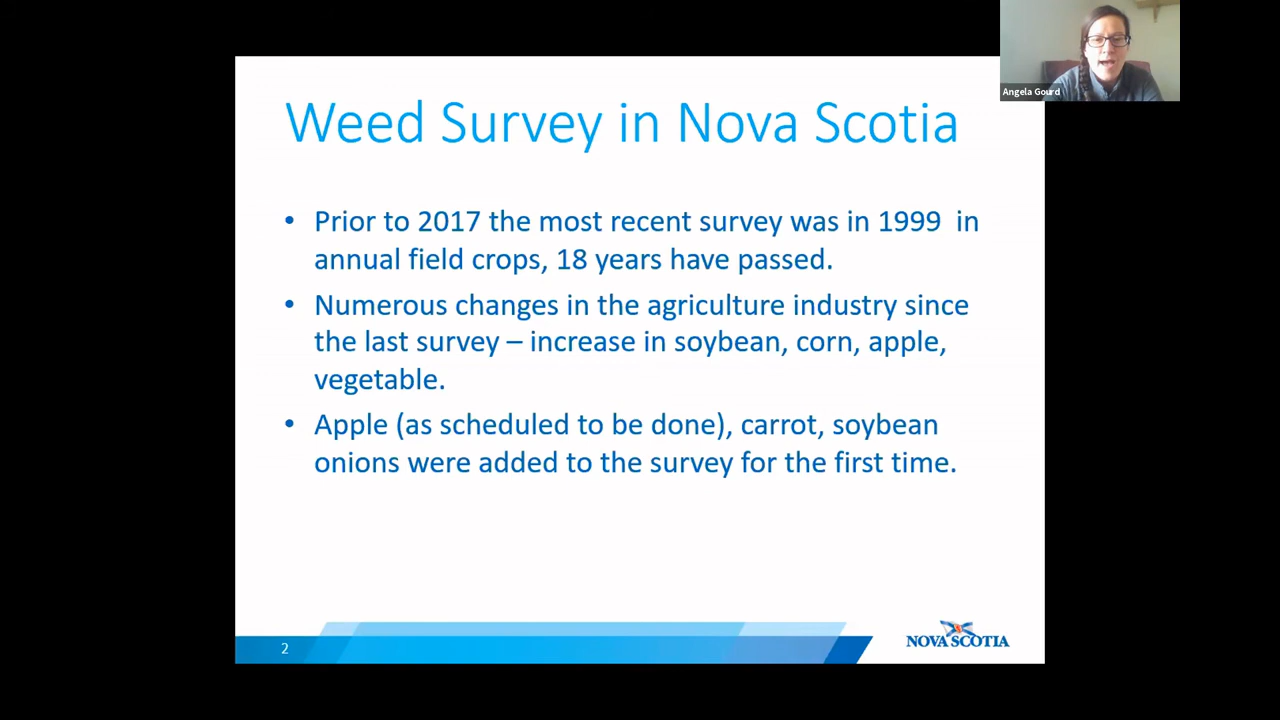 Angela Gourd
Weed Survey in Nova Scotia
• Prior to 2017 the most recent survey was in 1999  in
annual field crops, 18 years have passed.
• Numerous changes in the agriculture industry since
the last survey – increase in soybean, corn, apple,
vegetable.
• Apple (as scheduled to be done), carrot, soybean
onions were added to the survey for the first time.
2
NOVA SCOTIA